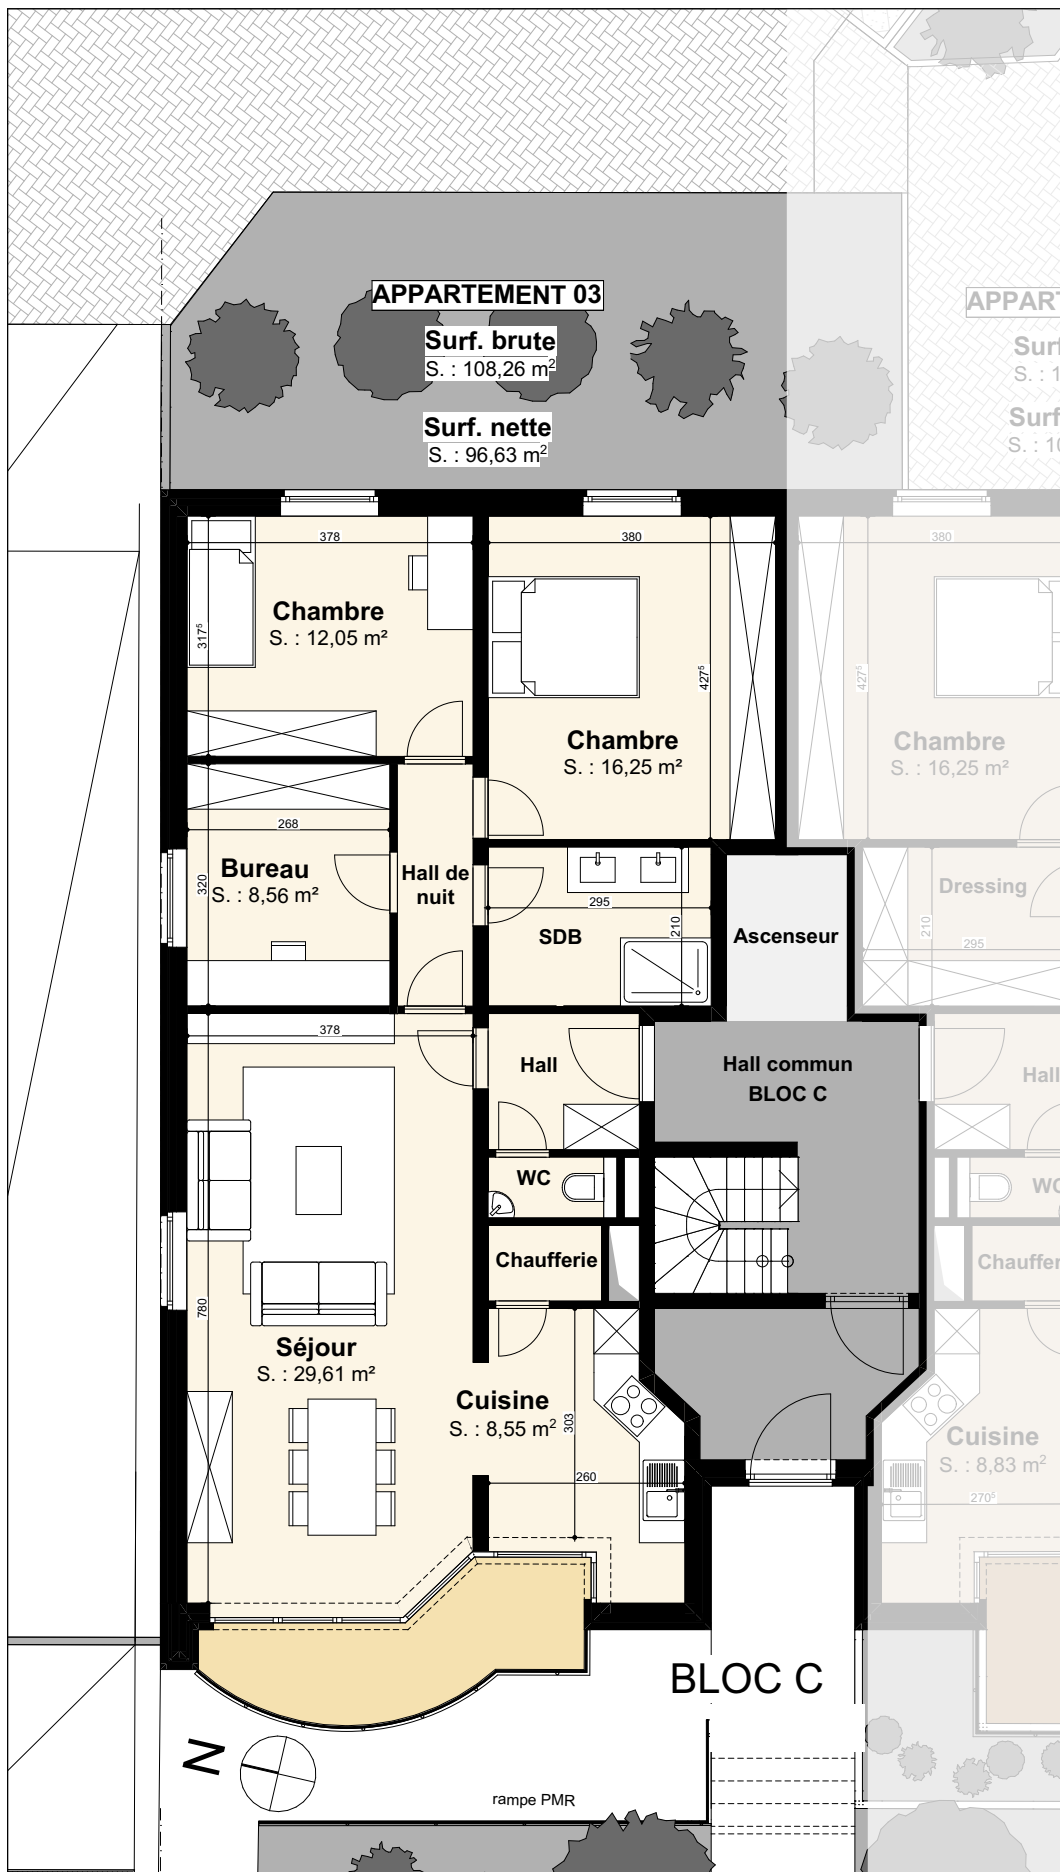 APPARTEMENT 03
Surf. brute
S. : 108,26 m²
Surf. nette
S. : 96,63 m²
APPART
Surf
S. : 1
Surf
S. : 10
378
380
380
Chambre
S. : 12,05 m²
317⁵
427⁵
427⁵
Chambre
S. : 16,25 m²
Chambre
S. : 16,25 m²
268
Bureau
S. : 8,56 m²
320
Hall de
nuit
295
SDB
210
Ascenseur
Dressing
210
295
378
Hall
Hall commun
BLOC C
Hall
WC
WC
Chaufferie
Chauffer
780
Séjour
S. : 29,61 m²
Cuisine
S. : 8,55 m²
303
260
Cuisine
S. : 8,83 m²
270⁵
BLOC C
N
rampe PMR